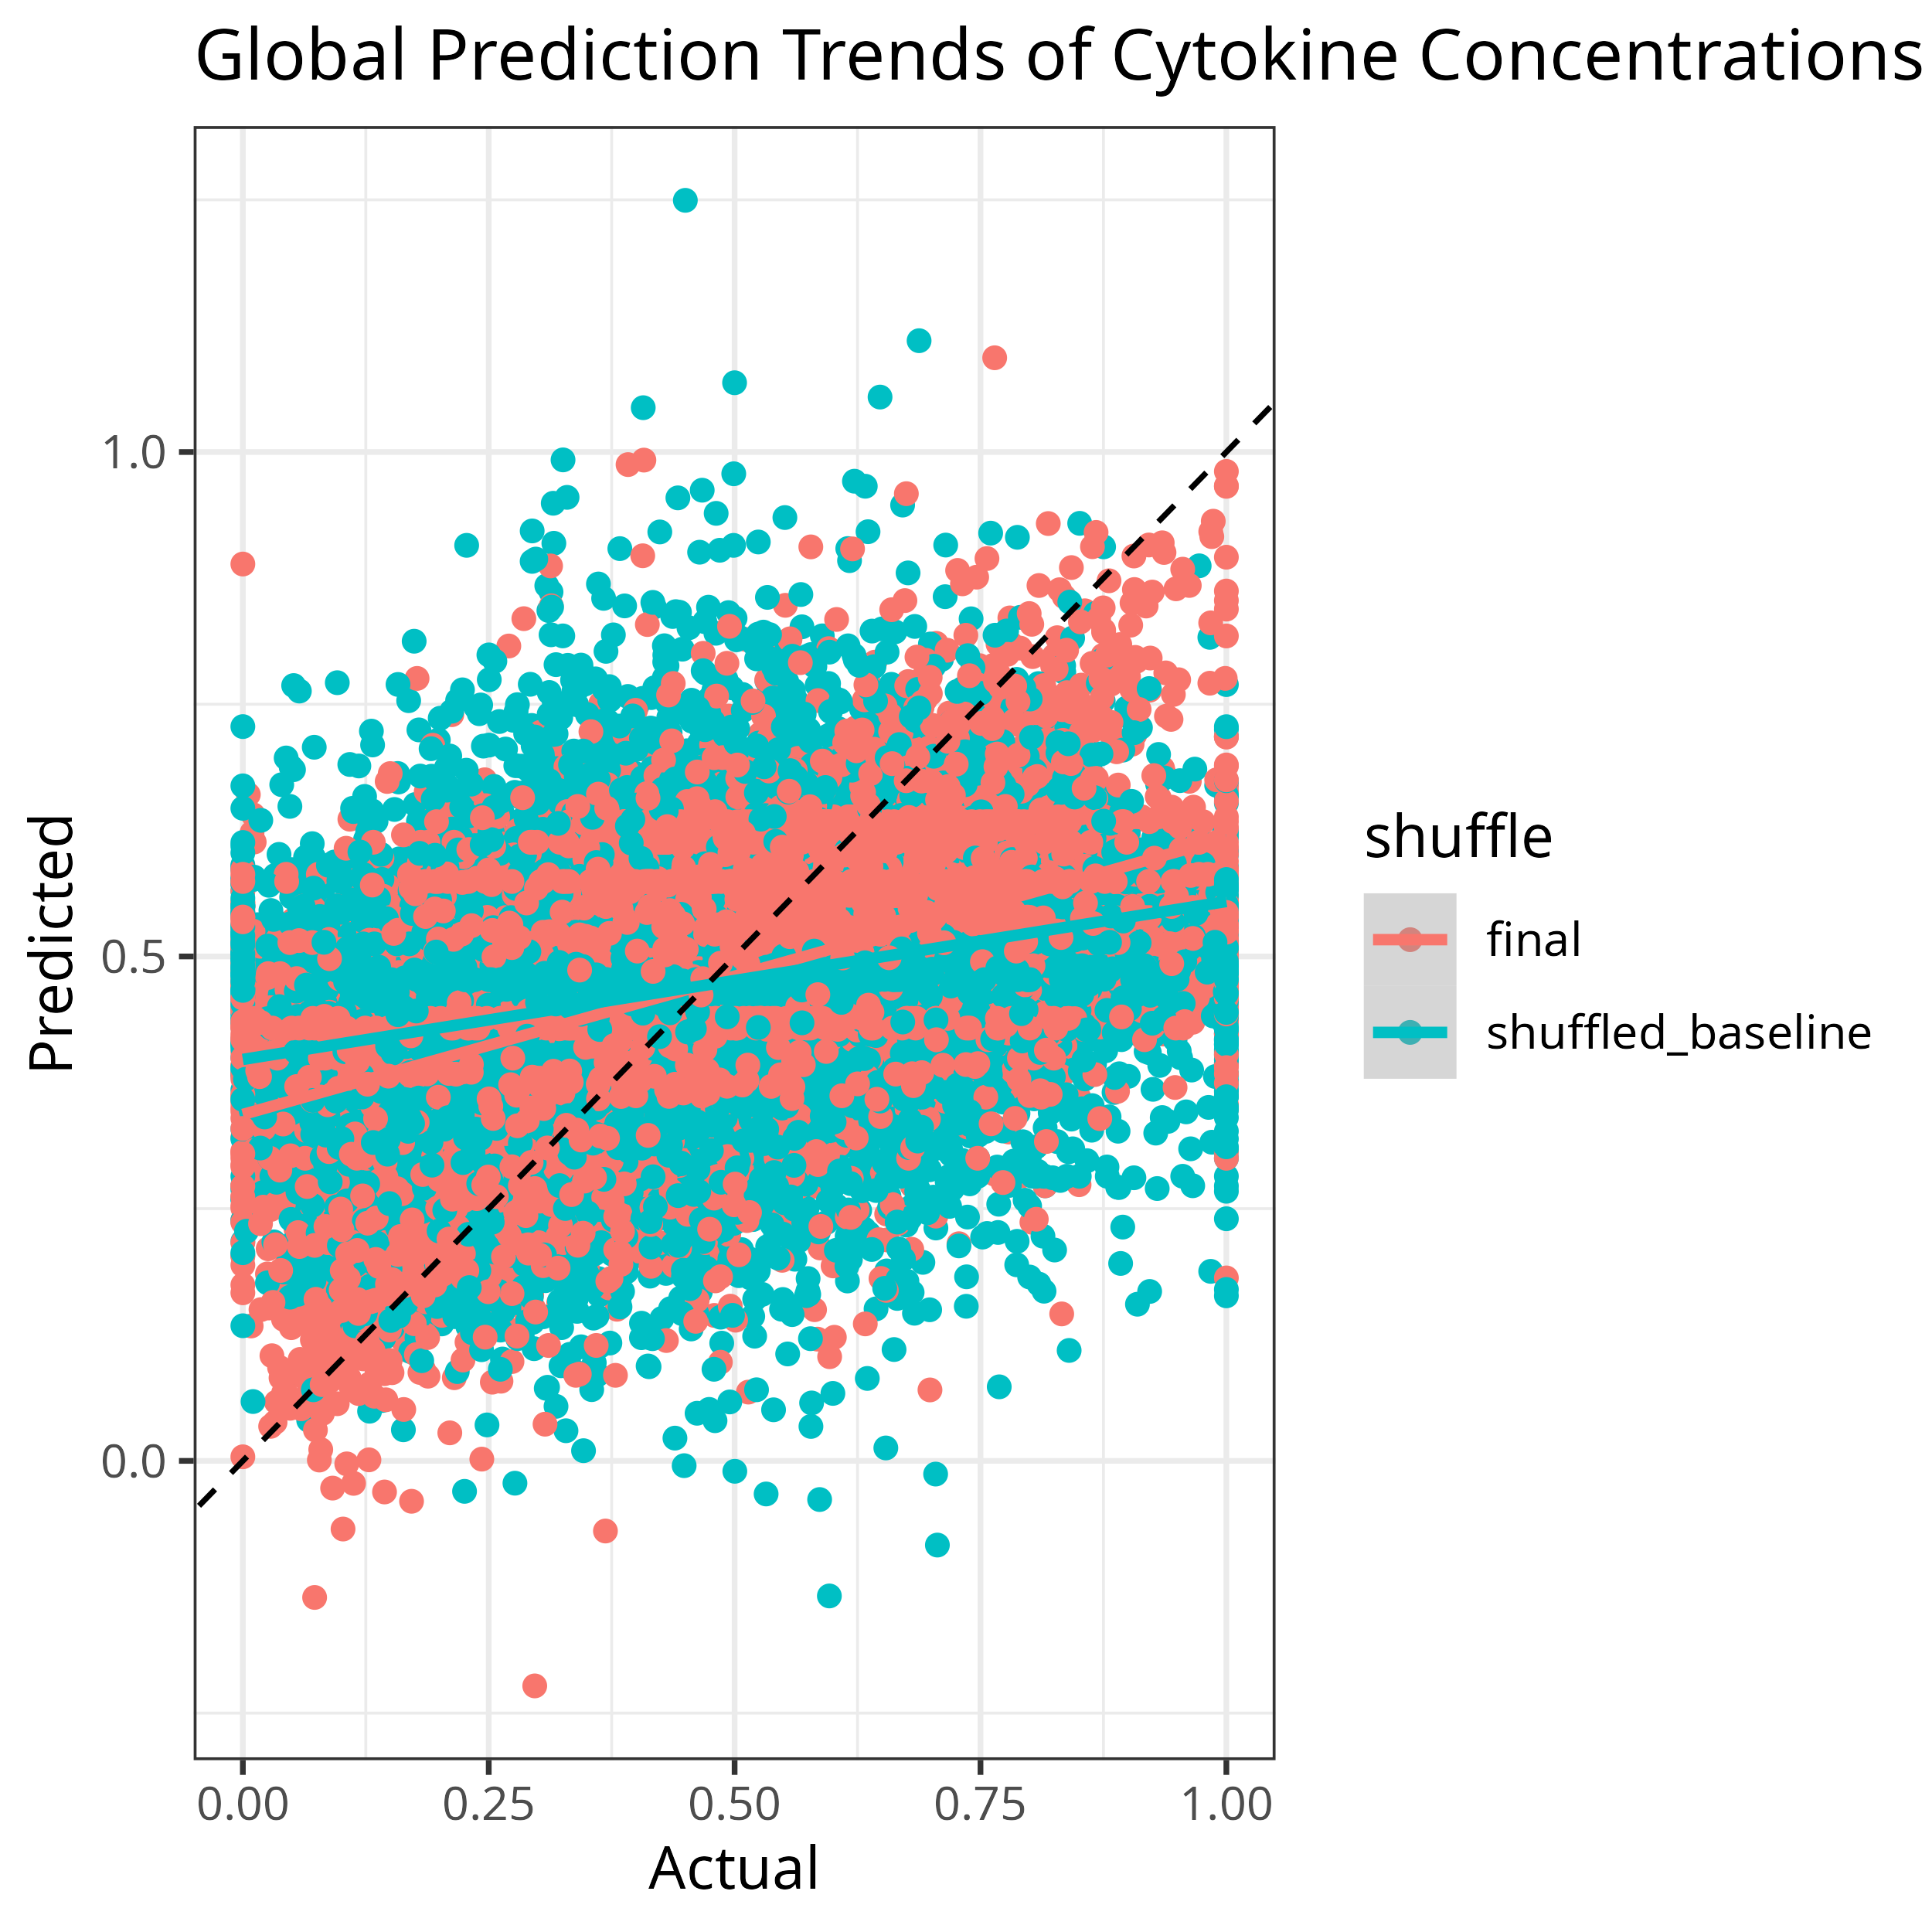 Global Prediction Trends of Cytokine Concentrations
Predicted
1.0
0.5
0.0
0.00 0.25 0.50 0.75 1.00
Actual
shuffle
final
shuffled_baseline